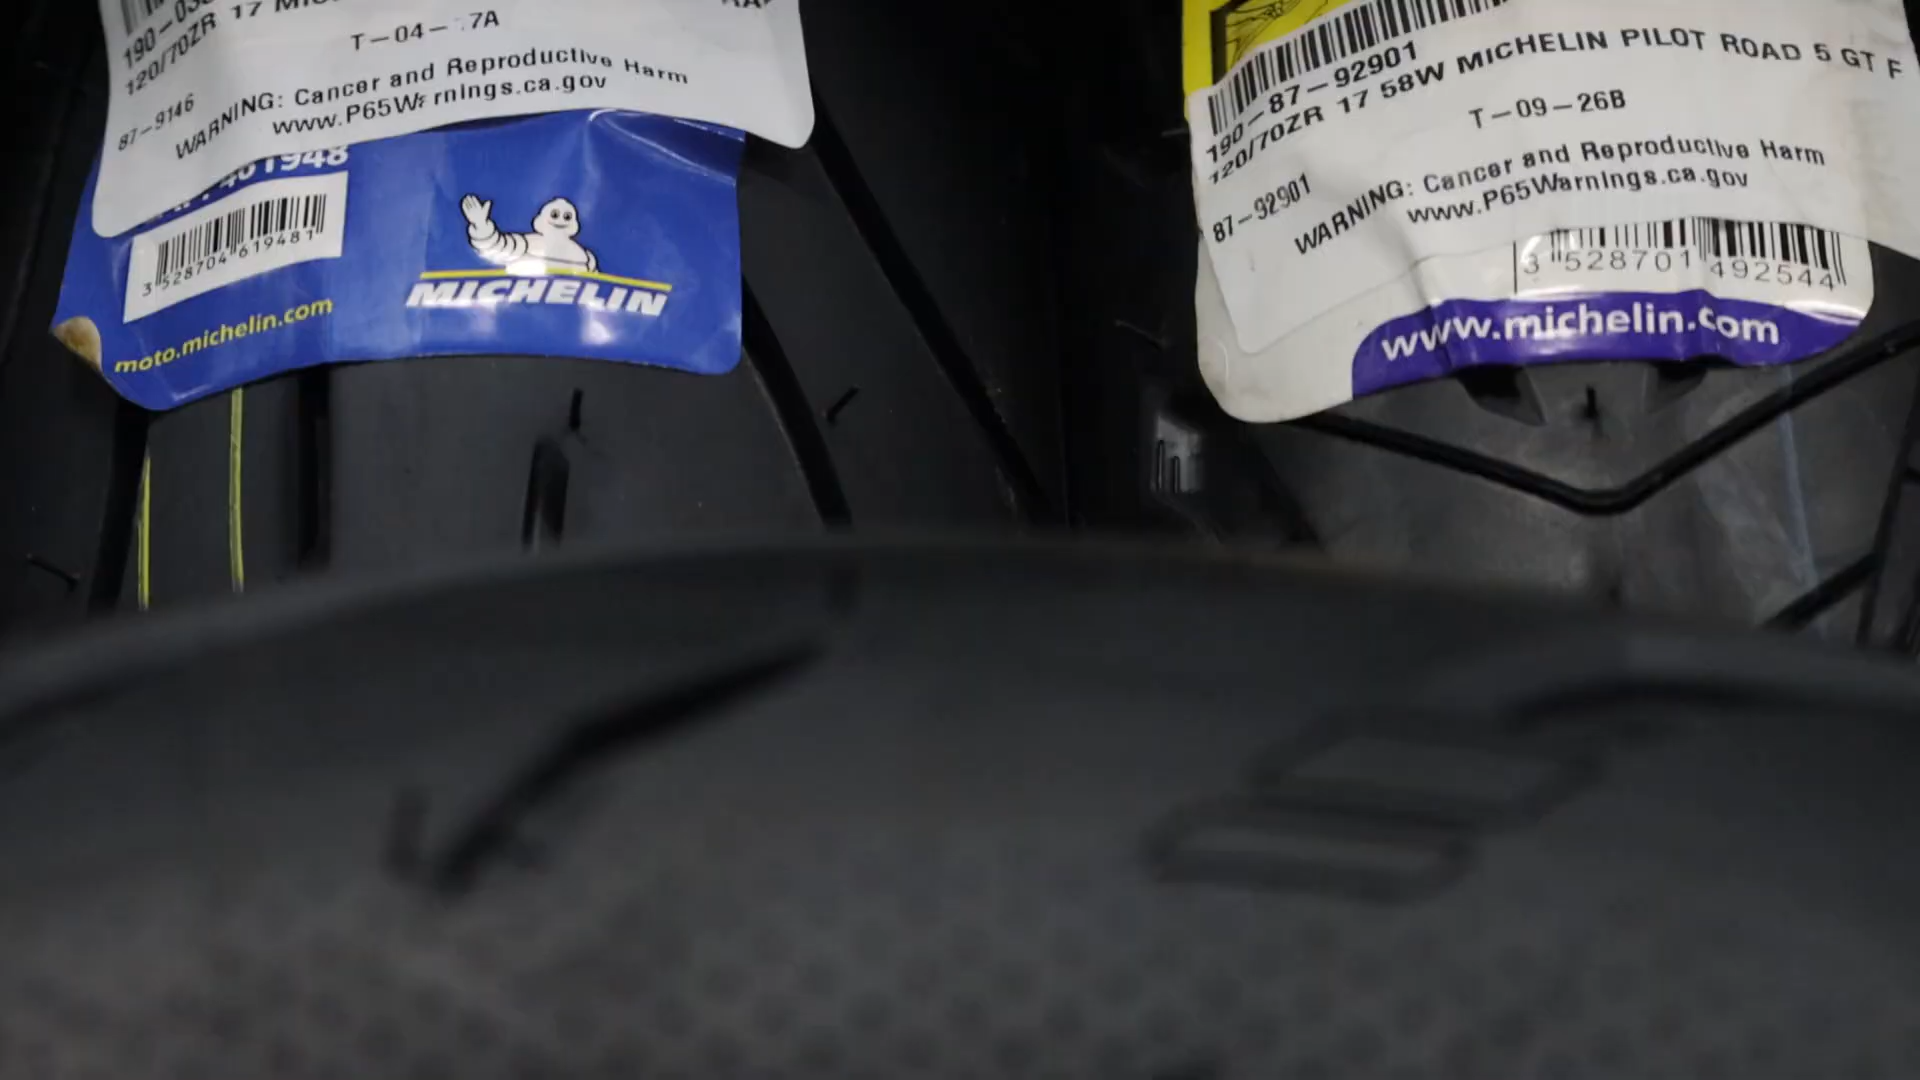 120/70ZR 17
T-04- 7A
87-9146
WARNING: Cancer and Reproductive Harm
www.P65Warnings.ca.gov
3 528704 619481
moto.michelin.com
MICHELIN
190-87-92901
120/70ZR 17 58W MICHELIN PILOT ROAD 5 GT F
T-09-26B
87-92901
WARNING: Cancer and Reproductive Harm
www.P65Warnings.ca.gov
3 528701 492544
www.michelin.com